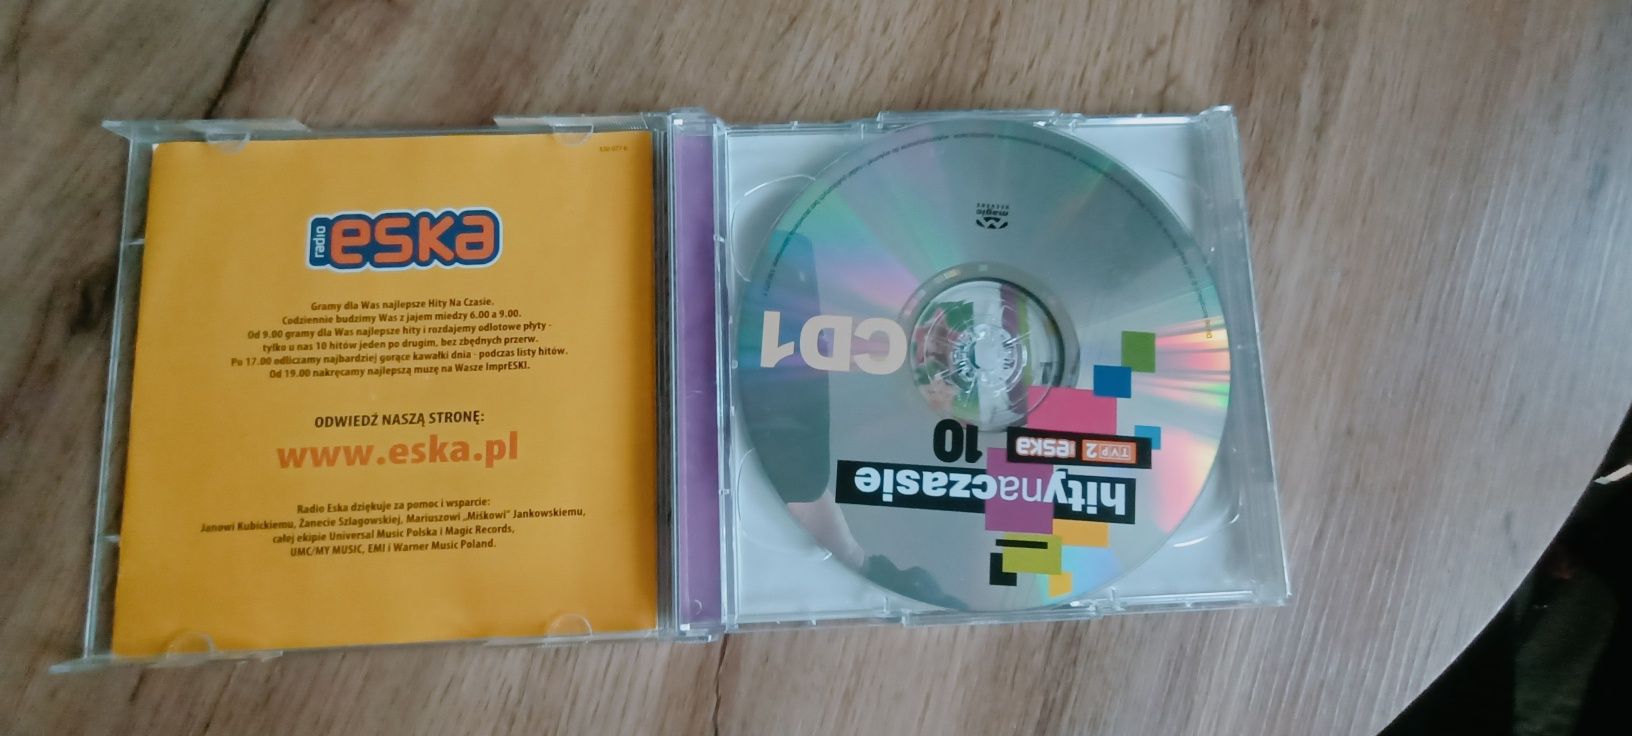 930 077 6
radio eska
Gramy dla Was najlepsze Hity Na Czasie.
Codziennie budzimy Was z jajem miedzy 6.00 a 9.00.
Od 9.00 gramy dla Was najlepsze hity i rozdajemy odlotowe płyty -
tylko u nas 10 hitów jeden po drugim, bez zbędnych przerw.
Po 17.00 odliczamy najbardziej gorące kawałki dnia - podczas listy hitów.
Od 19.00 nakręcamy najlepszą muzę na Wasze ImprESKI.
ODWIEDŹ NASZĄ STRONĘ:
www.eska.pl
Radio Eska dziękuje za pomoc i wsparcie:
Janowi Kubickiemu, Żanecie Szlagowskiej, Mariuszowi „Miśkowi" Jankowskiemu,
całej ekipie Universal Music Polska i Magic Records,
UMC/MY MUSIC, EMI i Warner Music Poland.
hitynaczasie
10
TVP 2 eska
CD1
magic
RECORDS